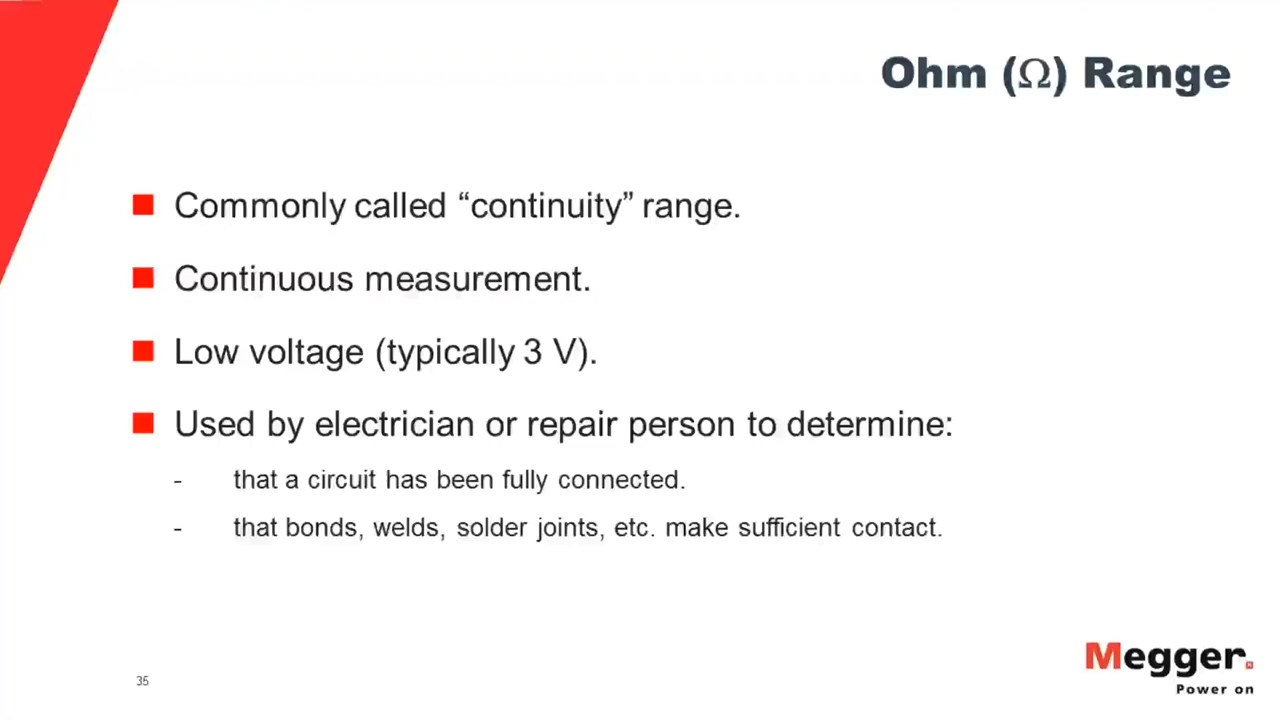 Ohm (Ω) Range
Commonly called “continuity” range.
Continuous measurement.
Low voltage (typically 3 V).
Used by electrician or repair person to determine:
- that a circuit has been fully connected.
- that bonds, welds, solder joints, etc. make sufficient contact.
Megger.
Power on
35